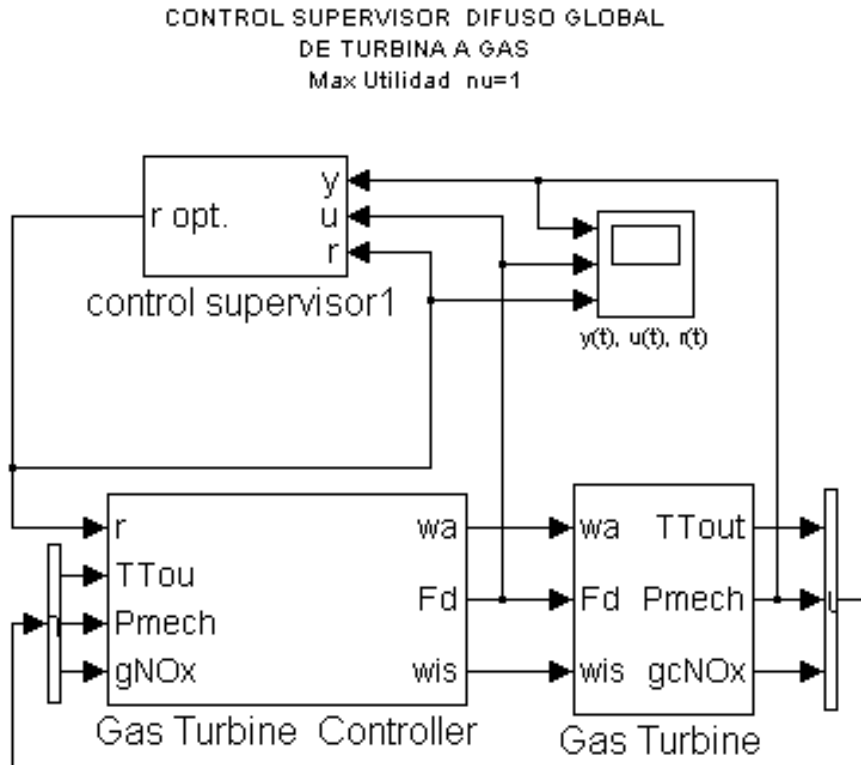 CONTROL SUPERVISOR DIFUSO GLOBAL
DE TURBINA A GAS
Max Utilidad nu=1
y
r opt.
u
r
control supervisor1
y(t), u(t), r(t)
r
wa
wa
TTout
TTou
Fd
Fd
Pmech
Pmech
gNOx
wis
wis
gcNOx
Gas Turbine Controller
Gas Turbine